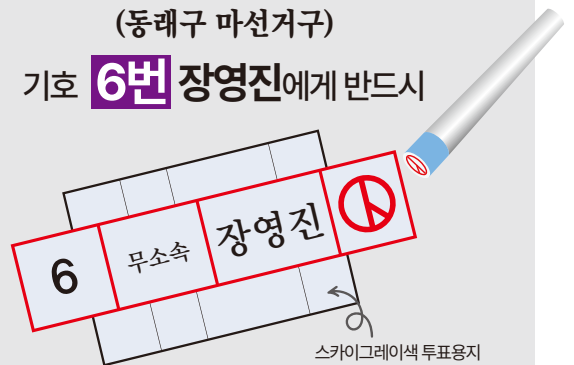 (동래구 마선거구)
기호 6번 장영진에게 반드시
6 무소속 장영진
스카이그레이색 투표용지